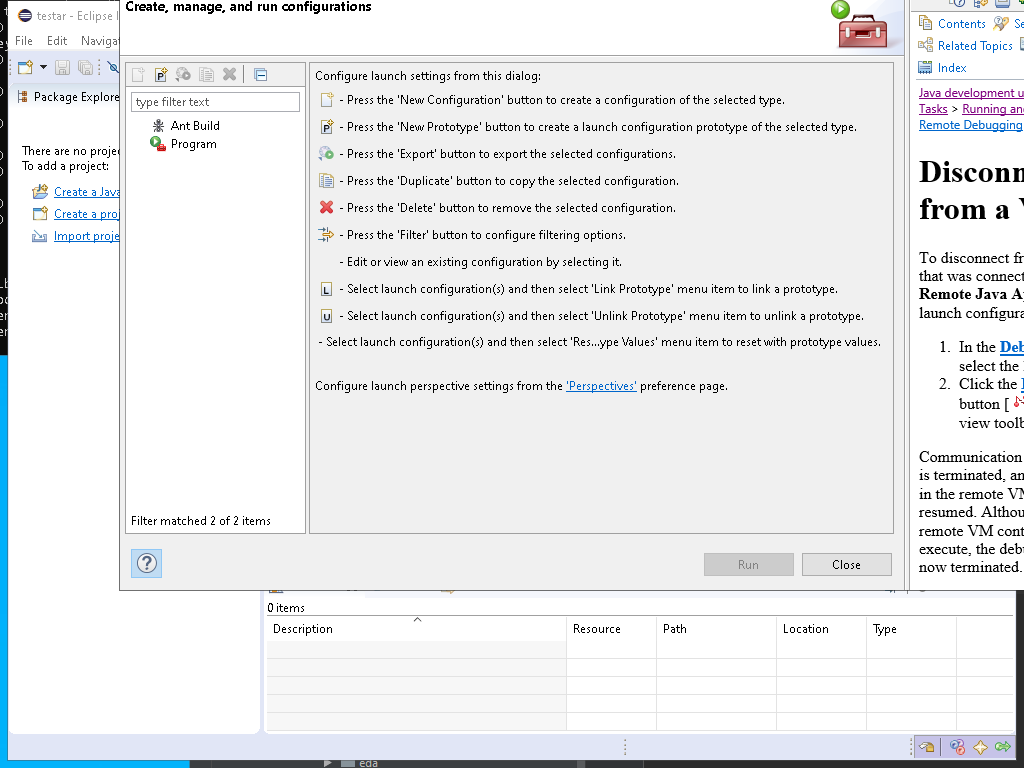 testar - Eclipse
File Edit Navigat
Package Explore
There are no proje
To add a project:
Create a Java
Create a proj
Import proje
Create, manage, and run configurations
type filter text
Ant Build
Program
Filter matched 2 of 2 items
Configure launch settings from this dialog:
- Press the 'New Configuration' button to create a configuration of the selected type.
- Press the 'New Prototype' button to create a launch configuration prototype of the selected type.
- Press the 'Export' button to export the selected configurations.
- Press the 'Duplicate' button to copy the selected configuration.
- Press the 'Delete' button to remove the selected configuration.
- Press the 'Filter' button to configure filtering options.
- Edit or view an existing configuration by selecting it.
- Select launch configuration(s) and then select 'Link Prototype' menu item to link a prototype.
- Select launch configuration(s) and then select 'Unlink Prototype' menu item to unlink a prototype.
- Select launch configuration(s) and then select 'Res...ype Values' menu item to reset with prototype values.
Configure launch perspective settings from the 'Perspectives' preference page.
Run Close
Contents Se
Related Topics
Index
Java development u
Tasks > Running and
Remote Debugging
Disconn
from a V
To disconnect fr
that was connect
Remote Java Ap
launch configura
1. In the Deb
select the
2. Click the
button [
view toolb
Communication
is terminated, an
in the remote VM
resumed. Althou
remote VM cont
execute, the debu
now terminated.
0 items
Description Resource Path Location Type
eda